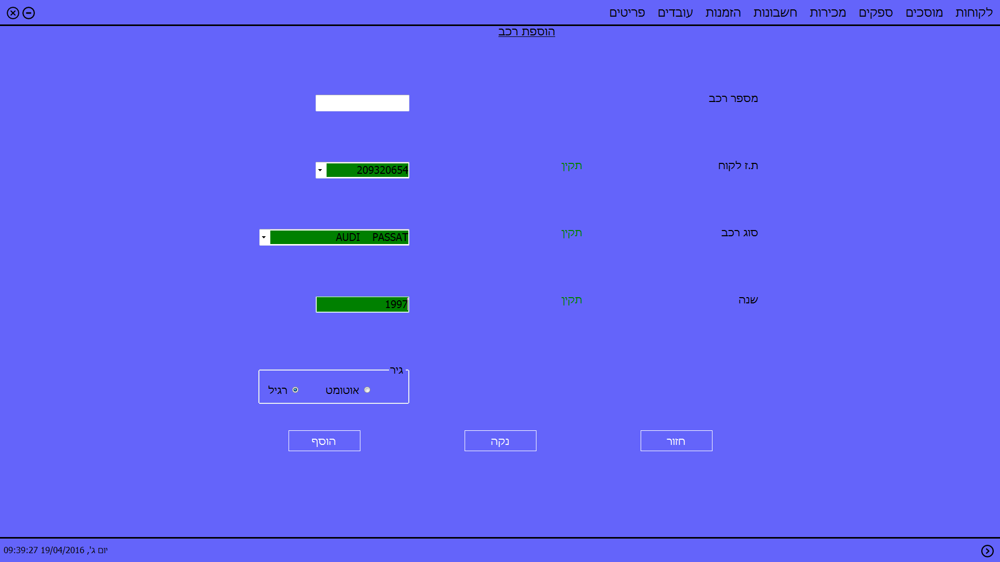 לקוחות מוסכים ספקים מכירות חשבונות הזמנות עובדים פריטים
הוספת רכב
מספר רכב
ת.ז לקוח תקין 209320654
סוג רכב תקין AUDI PASSAT
שנה תקין 1997
גיר
אוטומט רגיל
חזור נקה הוסף
יום ג', 19/04/2016 09:39:27